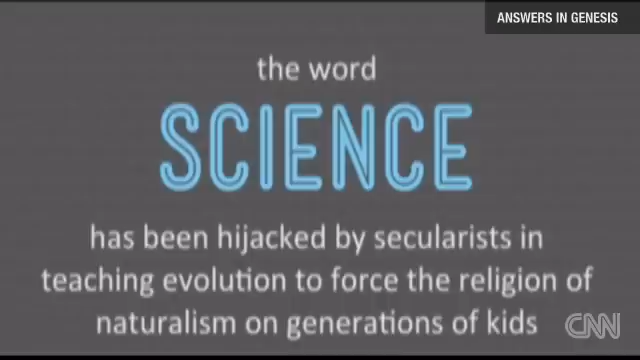 ANSWERS IN GENESIS
the word
SCIENCE
has been hijacked by secularists in
teaching evolution to force the religion of
naturalism on generations of kids
CNN